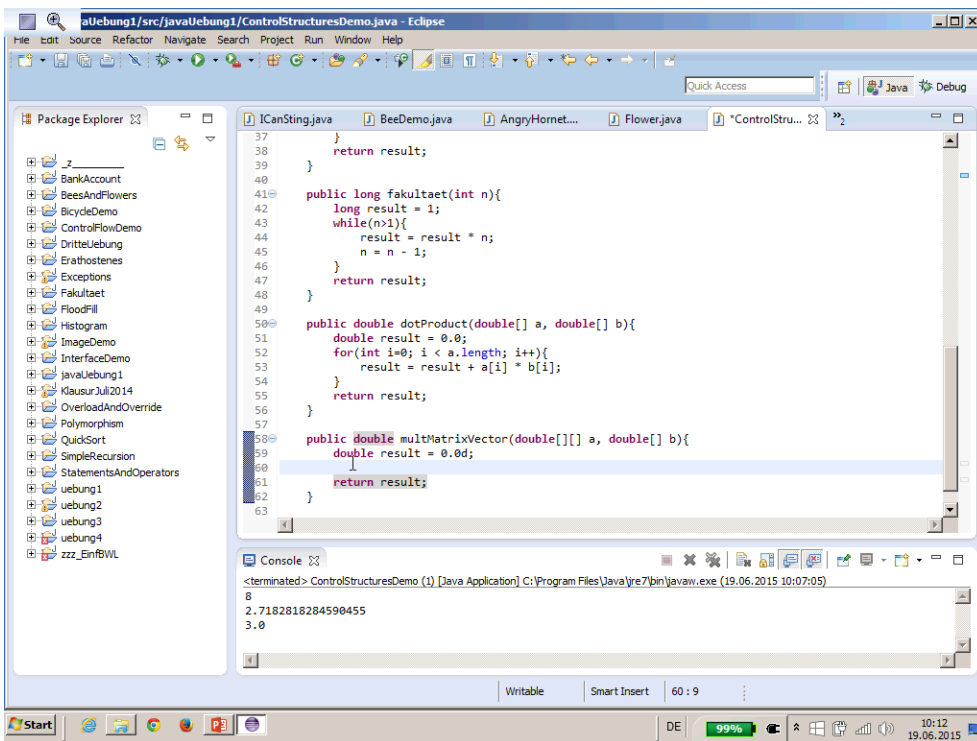 aUebung1/src/javaUebung1/ControlStructuresDemo.java - Eclipse
File Edit Source Refactor Navigate Search Project Run Window Help
Quick Access
Java
Debug
Package Explorer
_z________
BankAccount
BeesAndFlowers
BicycleDemo
ControlFlowDemo
DritteUebung
Erathostenes
Exceptions
Fakultaet
FloodFill
Histogram
ImageDemo
InterfaceDemo
javaUebung1
KlausurJuli2014
OverloadAndOverride
Polymorphism
QuickSort
SimpleRecursion
StatementsAndOperators
uebung1
uebung2
uebung3
uebung4
zzz_EinfBWL
ICanSting.java BeeDemo.java AngryHornet.... Flower.java *ControlStru... »2
37 }
38 return result;
39 }
40
41 public long fakultaet(int n){
42 long result = 1;
43 while(n>1){
44 result = result * n;
45 n = n - 1;
46 }
47 return result;
48 }
49
50 public double dotProduct(double[] a, double[] b){
51 double result = 0.0;
52 for(int i=0; i < a.length; i++){
53 result = result + a[i] * b[i];
54 }
55 return result;
56 }
57
58 public double multMatrixVector(double[][] a, double[] b){
59 double result = 0.0d;
60
61 return result;
62 }
63
Console
<terminated> ControlStructuresDemo (1) [Java Application] C:\Program Files\Java\jre7\bin\javaw.exe (19.06.2015 10:07:05)
8
2.7182818284590455
3.0
Writable Smart Insert 60 : 9
Start
DE
99%
10:12
19.06.2015